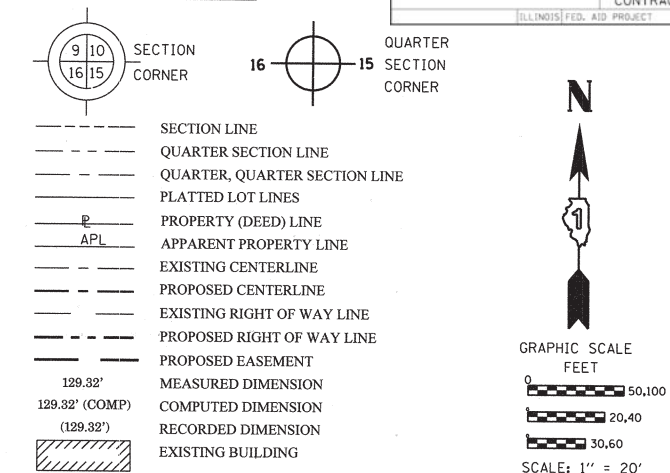 CONTRA
ILLINOIS FED. AID PROJECT
9 10
16 15
SECTION
CORNER
16
15
QUARTER
SECTION
CORNER
N
SECTION LINE
QUARTER SECTION LINE
QUARTER, QUARTER SECTION LINE
PLATTED LOT LINES
PL PROPERTY (DEED) LINE
APL APPARENT PROPERTY LINE
EXISTING CENTERLINE
PROPOSED CENTERLINE
EXISTING RIGHT OF WAY LINE
PROPOSED RIGHT OF WAY LINE
PROPOSED EASEMENT
129.32' MEASURED DIMENSION
129.32' (COMP) COMPUTED DIMENSION
(129.32') RECORDED DIMENSION
EXISTING BUILDING
1
GRAPHIC SCALE
FEET
0
50,100
20,40
30,60
SCALE: 1" = 20'